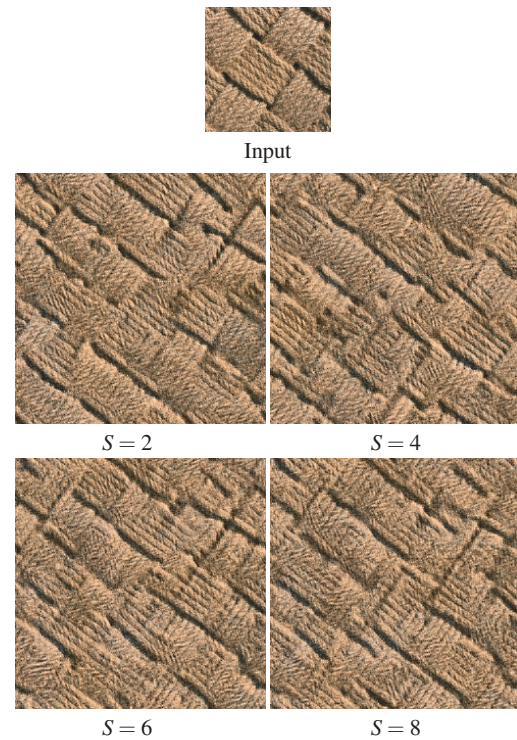 Input
S = 2
S = 4
S = 6
S = 8